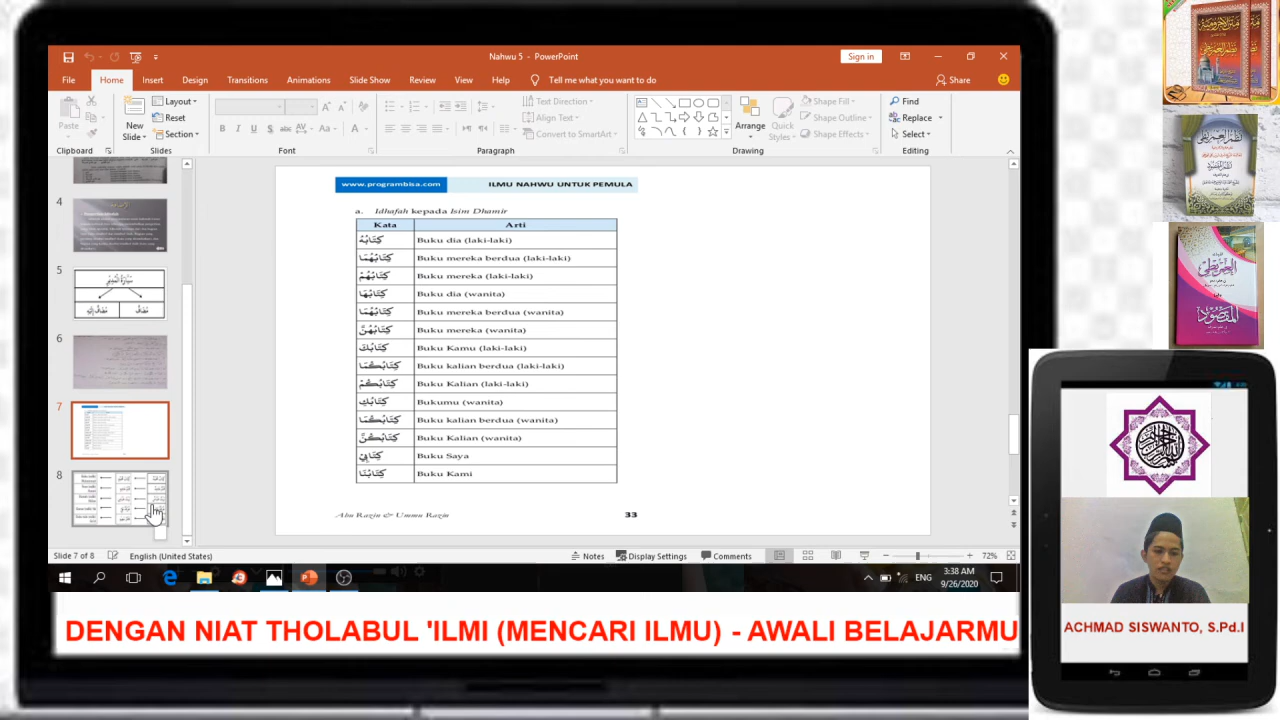 Nahwu 5 - PowerPoint
Sign in
File Home Insert Design Transitions Animations Slide Show Review View Help Tell me what you want to do
Share
Paste
New
Slide
Layout
Reset
Section
Text Direction
Align Text
Convert to SmartArt
Arrange
Quick
Styles
Shape Fill
Shape Outline
Shape Effects
Find
Replace
Select
Clipboard Slides Font Paragraph Drawing Editing
4
5
6
7
8
www.programbisa.com ILMU NAHWU UNTUK PEMULA
a. Idhafah kepada Isim Dhamir
Kata Arti
كِتَابُهُ Buku dia (laki-laki)
كِتَابُهُمَا Buku mereka berdua (laki-laki)
كِتَابُهُمْ Buku mereka (laki-laki)
كِتَابُهَا Buku dia (wanita)
كِتَابُهُمَا Buku mereka berdua (wanita)
كِتَابُهُنَّ Buku mereka (wanita)
كِتَابُكَ Buku Kamu (laki-laki)
كِتَابُكُمَا Buku kalian berdua (laki-laki)
كِتَابُكُمْ Buku Kalian (laki-laki)
كِتَابُكِ Bukumu (wanita)
كِتَابُكُمَا Buku kalian berdua (wanita)
كِتَابُكُنَّ Buku Kalian (wanita)
كِتَابِيْ Buku Saya
كِتَابُنَا Buku Kami
Abu Razin & Ummu Razin 33
Slide 7 of 8 English (United States) Notes Display Settings Comments 72%
ENG
3:38 AM
9/26/2020
DENGAN NIAT THOLABUL 'ILMI (MENCARI ILMU) - AWALI BELAJARMU
ACHMAD SISWANTO, S.Pd.I